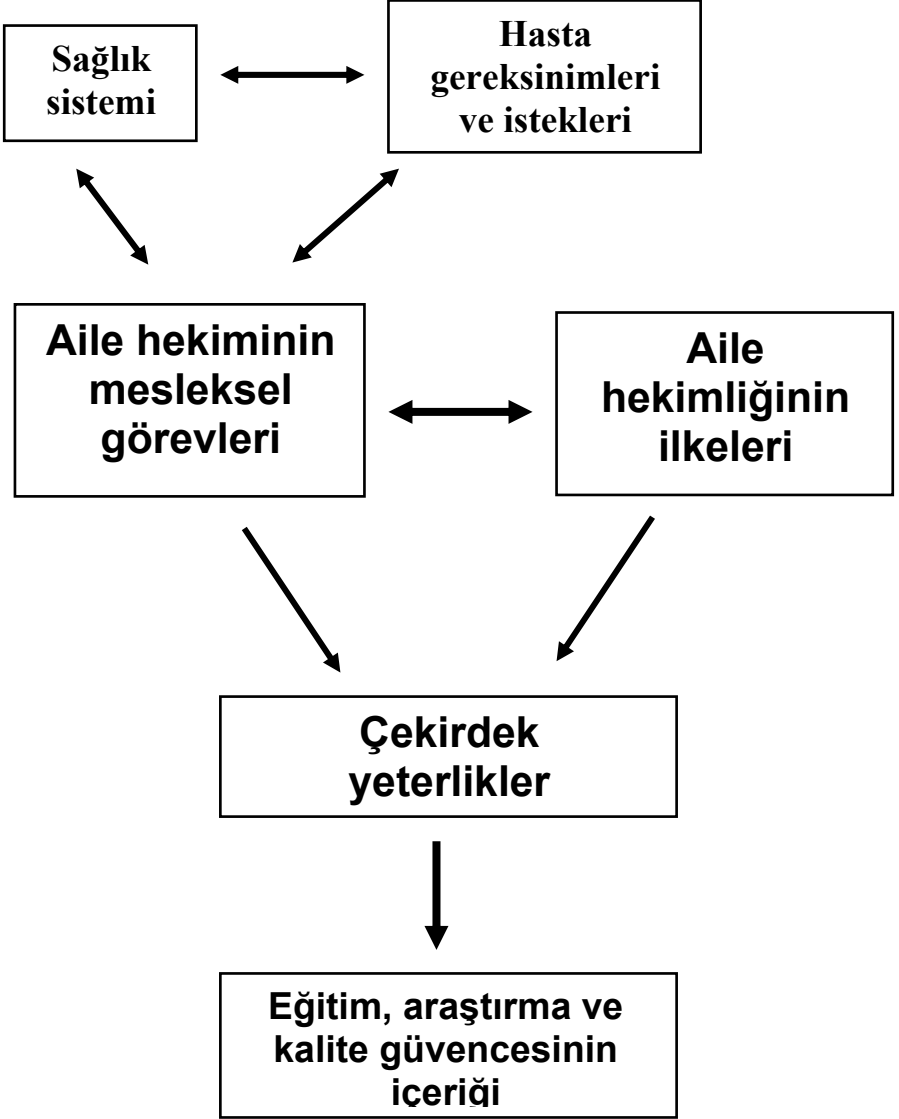 Sağlık
sistemi
Hasta
gereksinimleri
ve istekleri
Aile hekiminin
mesleksel
görevleri
Aile
hekimliğinin
ilkeleri
Çekirdek
yeterlikler
Eğitim, araştırma ve
kalite güvencesinin
içeriği